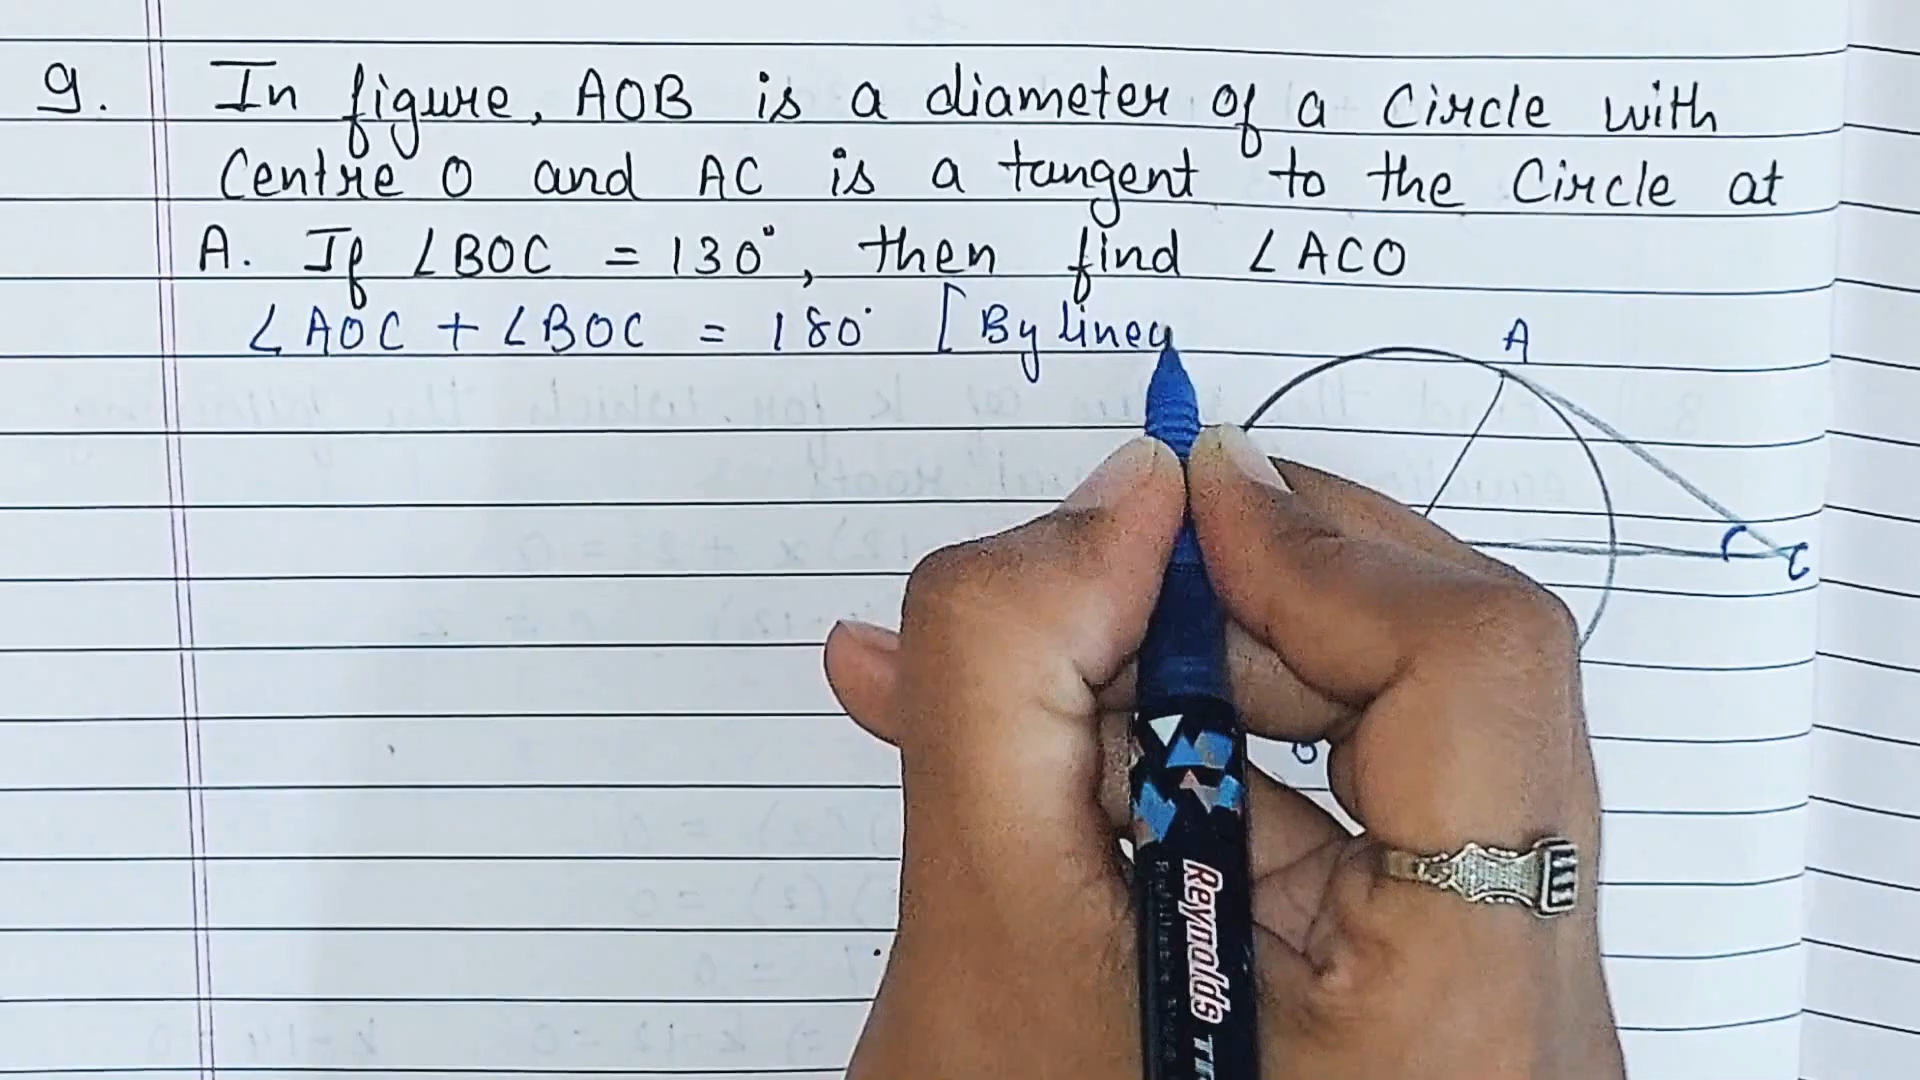 9. In figure, AOB is a diameter of a Circle with
Centre O and AC is a tangent to the Circle at
A. If ∠BOC = 130°, then find ∠ACO
∠AOC + ∠BOC = 180° [By linea
A
C
Reynolds